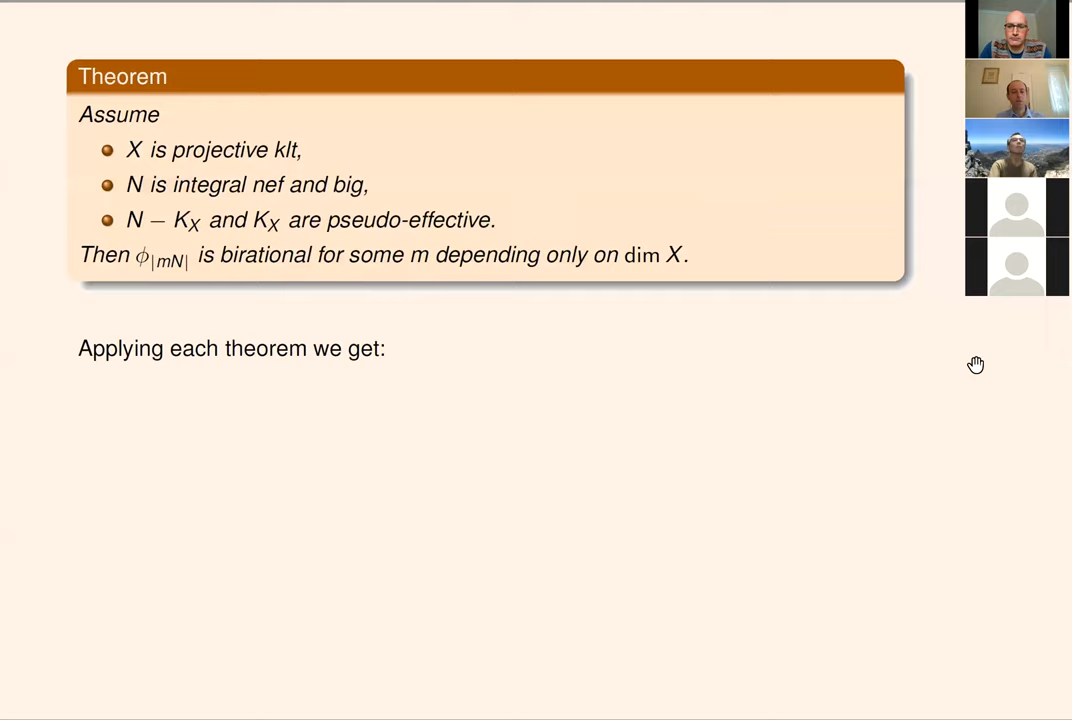 Theorem
Assume
X is projective klt,
N is integral nef and big,
N − K_X and K_X are pseudo-effective.
Then ϕ_{|mN|} is birational for some m depending only on dim X.
Applying each theorem we get: